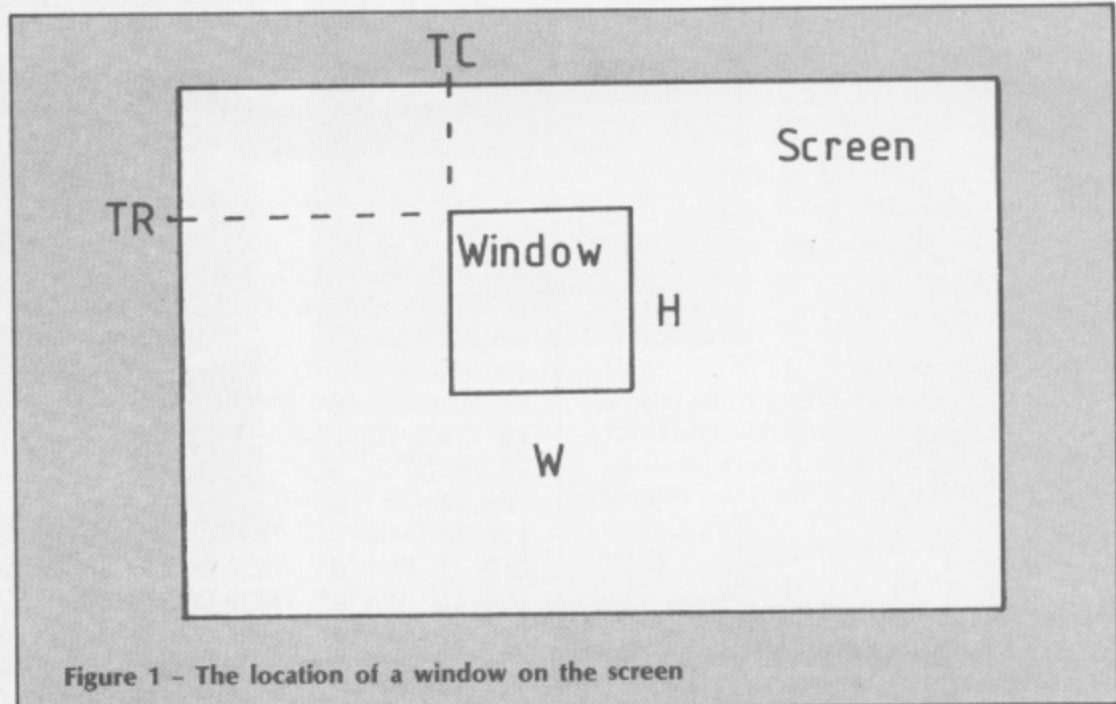 TC
Screen
TR
Window
H
W
Figure 1 – The location of a window on the screen